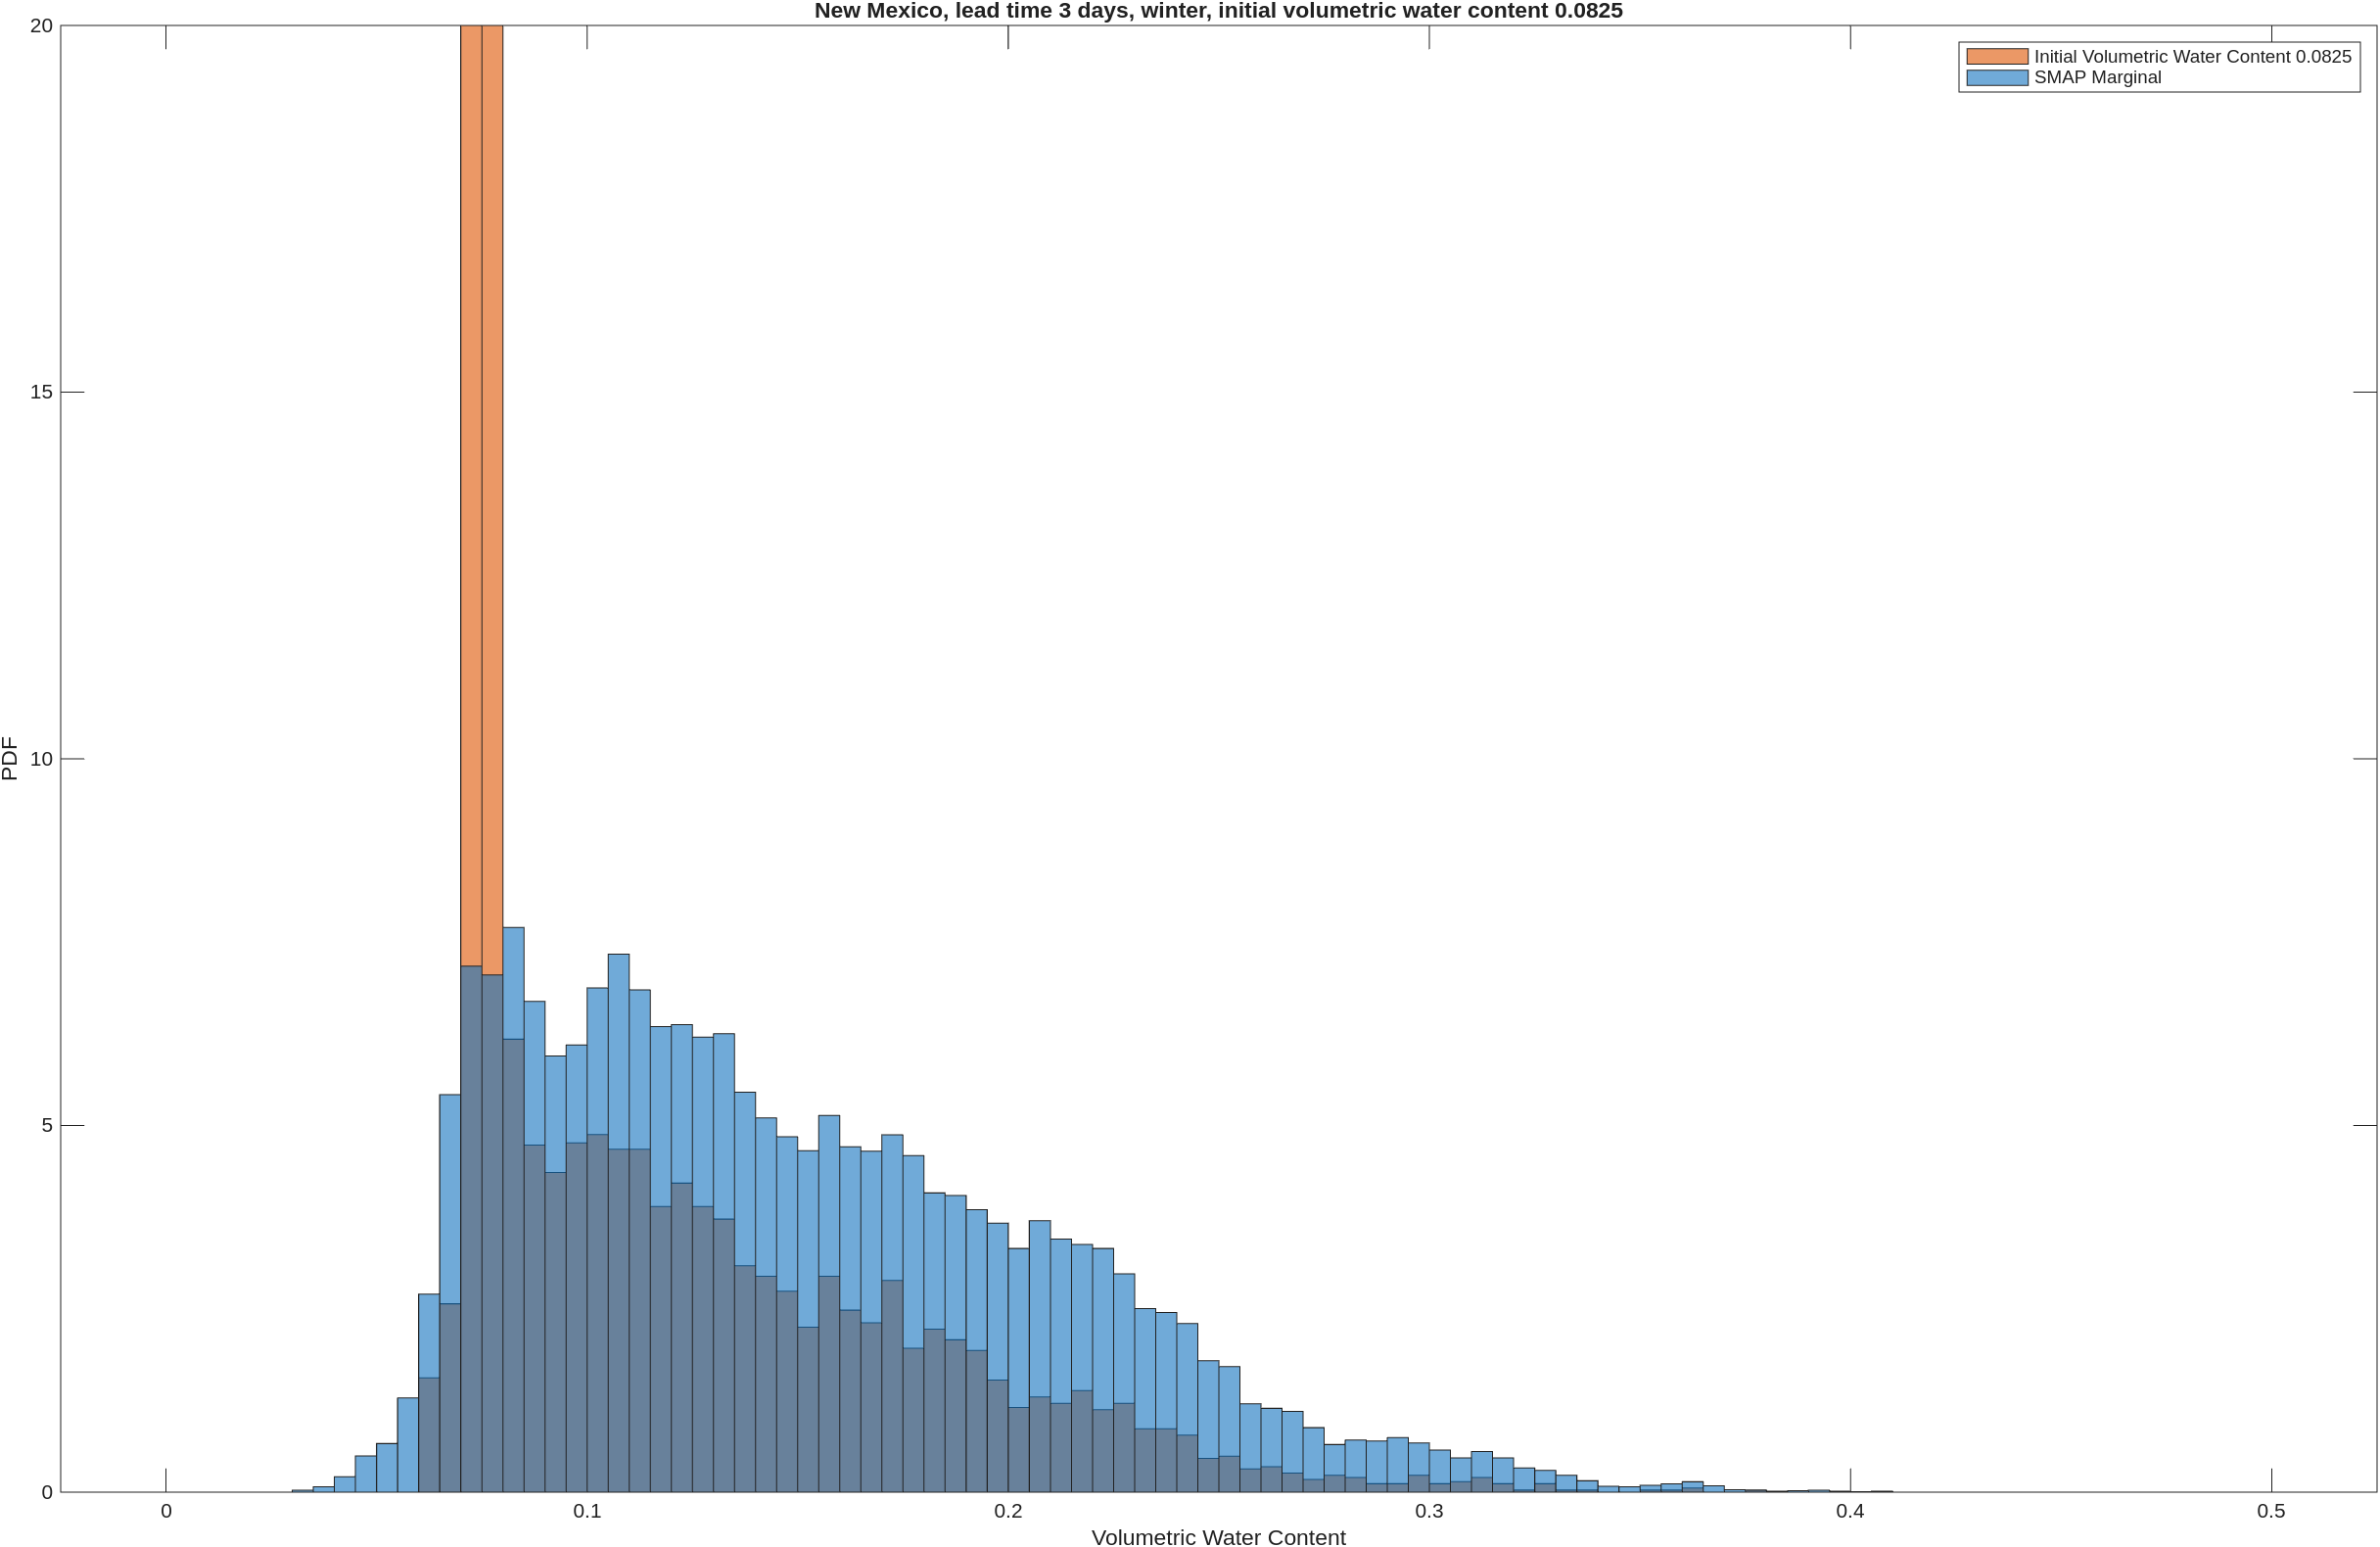 New Mexico, lead time 3 days, winter, initial volumetric water content 0.0825
Initial Volumetric Water Content 0.0825
SMAP Marginal
20
15
10
5
0
PDF
0
0.1
0.2
0.3
0.4
0.5
Volumetric Water Content